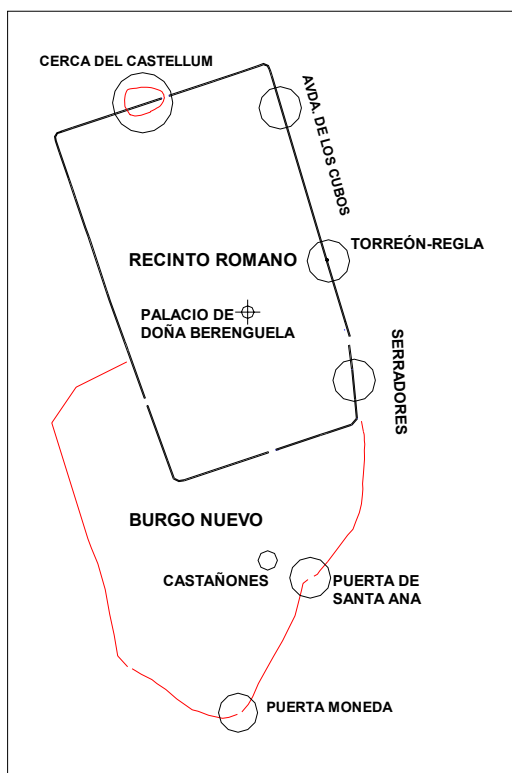 CERCA DEL CASTELLUM
AVDA. DE LOS CUBOS
TORREÓN-REGLA
RECINTO ROMANO
PALACIO DE
DOÑA BERENGUELA
SERRADORES
BURGO NUEVO
CASTAÑONES
PUERTA DE
SANTA ANA
PUERTA MONEDA